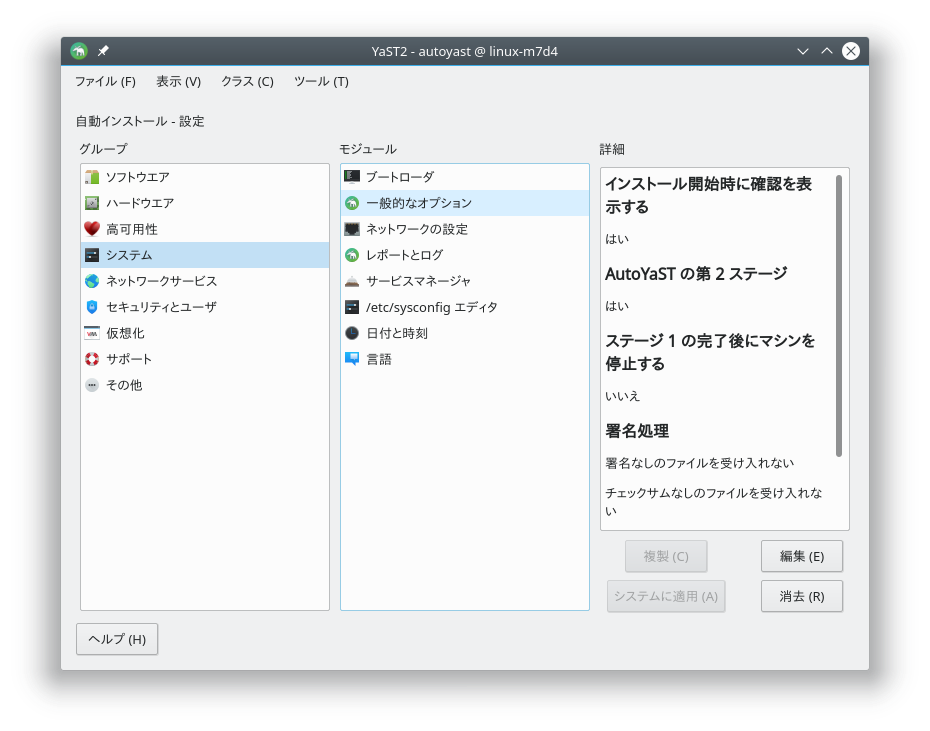 YaST2 - autoyast @ linux-m7d4
ファイル (F) 表示 (V) クラス (C) ツール (T)
自動インストール - 設定
グループ
ソフトウエア
ハードウエア
高可用性
システム
ネットワークサービス
セキュリティとユーザ
仮想化
サポート
その他
モジュール
ブートローダ
一般的なオプション
ネットワークの設定
レポートとログ
サービスマネージャ
/etc/sysconfig エディタ
日付と時刻
言語
詳細
インストール開始時に確認を表
示する
はい
AutoYaST の第 2 ステージ
はい
ステージ 1 の完了後にマシンを
停止する
いいえ
署名処理
署名なしのファイルを受け入れない
チェックサムなしのファイルを受け入れな
い
複製 (C) 編集 (E)
システムに適用 (A) 消去 (R)
ヘルプ (H)